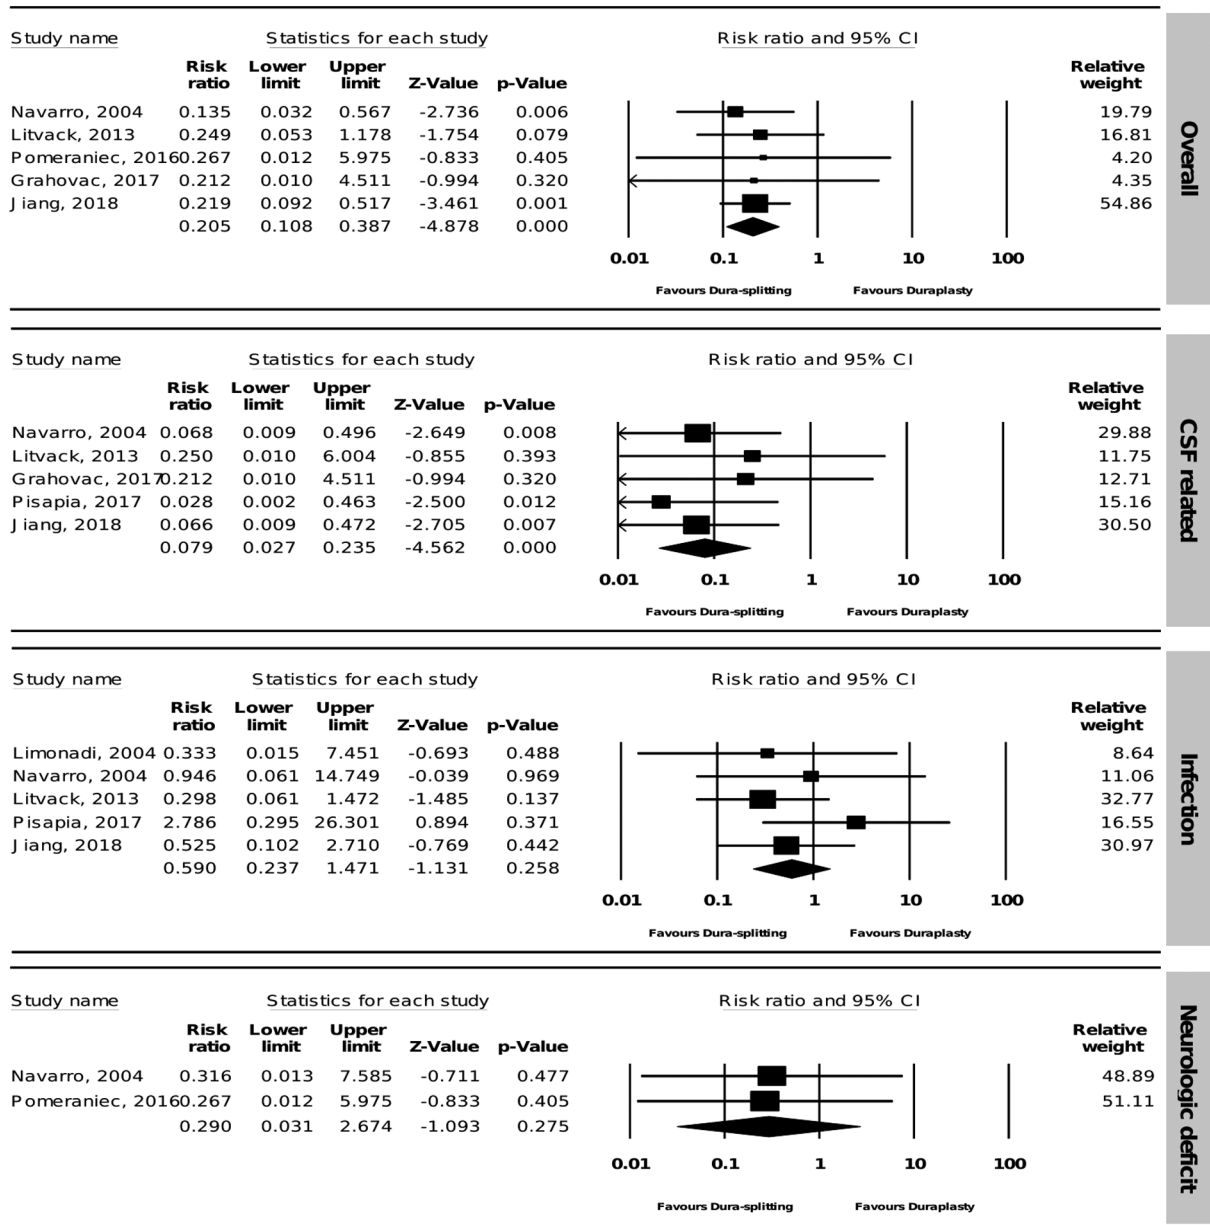 Study name Statistics for each study Risk ratio and 95% CI
Risk Lower Upper Relative
ratio limit limit Z-Value p-Value weight
Navarro, 2004 0.135 0.032 0.567 -2.736 0.006 19.79
Litvack, 2013 0.249 0.053 1.178 -1.754 0.079 16.81
Pomeraniec, 2016 0.267 0.012 5.975 -0.833 0.405 4.20
Grahovac, 2017 0.212 0.010 4.511 -0.994 0.320 4.35
Jiang, 2018 0.219 0.092 0.517 -3.461 0.001 54.86
0.205 0.108 0.387 -4.878 0.000
0.01 0.1 1 10 100
Favours Dura-splitting Favours Duraplasty
Overall
Study name Statistics for each study Risk ratio and 95% CI
Risk Lower Upper Relative
ratio limit limit Z-Value p-Value weight
Navarro, 2004 0.068 0.009 0.496 -2.649 0.008 29.88
Litvack, 2013 0.250 0.010 6.004 -0.855 0.393 11.75
Grahovac, 2017 0.212 0.010 4.511 -0.994 0.320 12.71
Pisapia, 2017 0.028 0.002 0.463 -2.500 0.012 15.16
Jiang, 2018 0.066 0.009 0.472 -2.705 0.007 30.50
0.079 0.027 0.235 -4.562 0.000
0.01 0.1 1 10 100
Favours Dura-splitting Favours Duraplasty
CSF related
Study name Statistics for each study Risk ratio and 95% CI
Risk Lower Upper Relative
ratio limit limit Z-Value p-Value weight
Limonadi, 2004 0.333 0.015 7.451 -0.693 0.488 8.64
Navarro, 2004 0.946 0.061 14.749 -0.039 0.969 11.06
Litvack, 2013 0.298 0.061 1.472 -1.485 0.137 32.77
Pisapia, 2017 2.786 0.295 26.301 0.894 0.371 16.55
Jiang, 2018 0.525 0.102 2.710 -0.769 0.442 30.97
0.590 0.237 1.471 -1.131 0.258
0.01 0.1 1 10 100
Favours Dura-splitting Favours Duraplasty
Infection
Study name Statistics for each study Risk ratio and 95% CI
Risk Lower Upper Relative
ratio limit limit Z-Value p-Value weight
Navarro, 2004 0.316 0.013 7.585 -0.711 0.477 48.89
Pomeraniec, 2016 0.267 0.012 5.975 -0.833 0.405 51.11
0.290 0.031 2.674 -1.093 0.275
0.01 0.1 1 10 100
Favours Dura-splitting Favours Duraplasty
Neurologic deficit